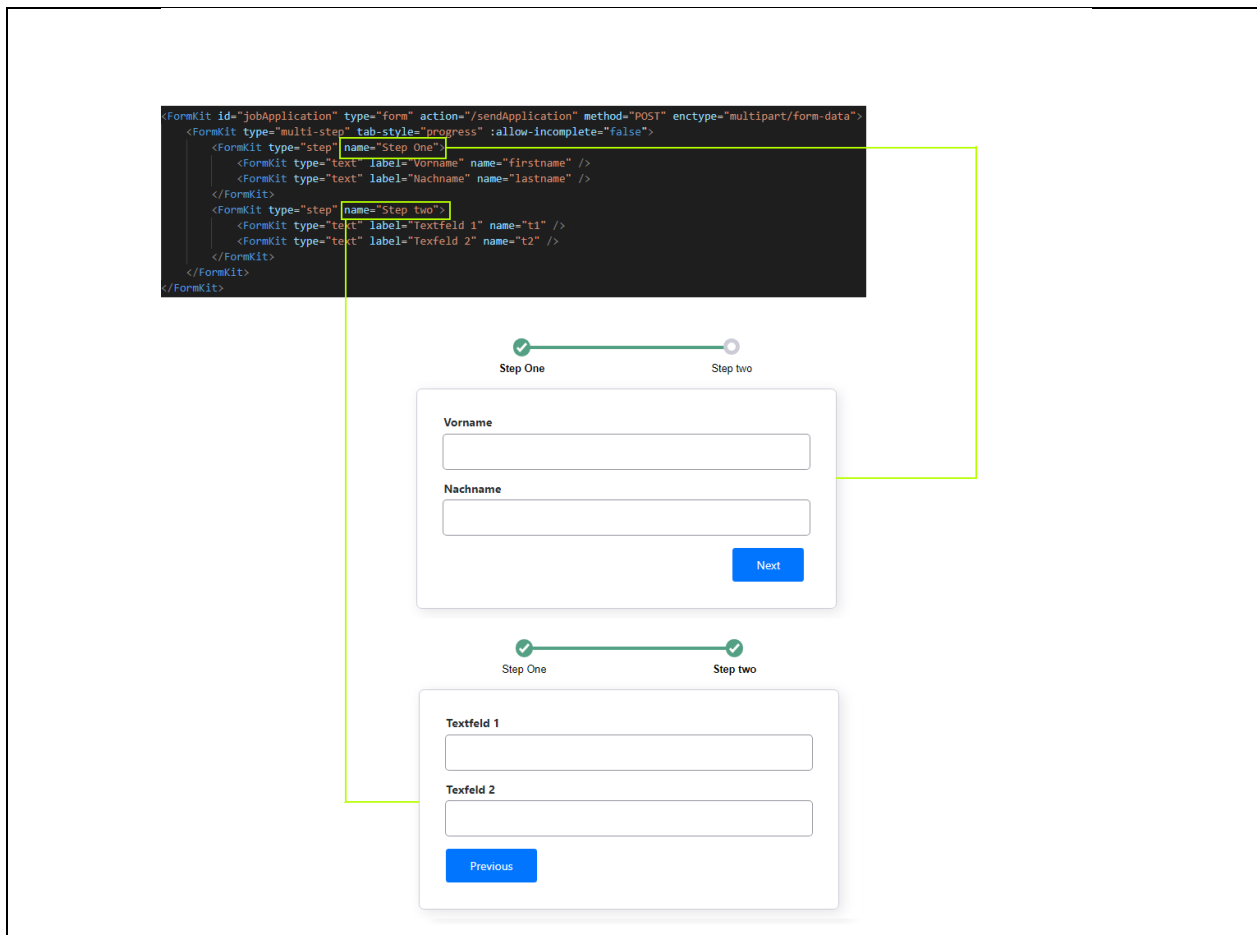 <FormKit id="jobApplication" type="form" action="/sendApplication" method="POST" enctype="multipart/form-data">
<FormKit type="multi-step" tab-style="progress" :allow-incomplete="false">
<FormKit type="step" name="Step One">
<FormKit type="text" label="Vorname" name="firstname" />
<FormKit type="text" label="Nachname" name="lastname" />
</FormKit>
<FormKit type="step" name="Step two">
<FormKit type="text" label="Textfeld 1" name="t1" />
<FormKit type="text" label="Texfeld 2" name="t2" />
</FormKit>
</FormKit>
</FormKit>
Step One Step two
Vorname
Nachname
Next
Step One Step two
Textfeld 1
Texfeld 2
Previous